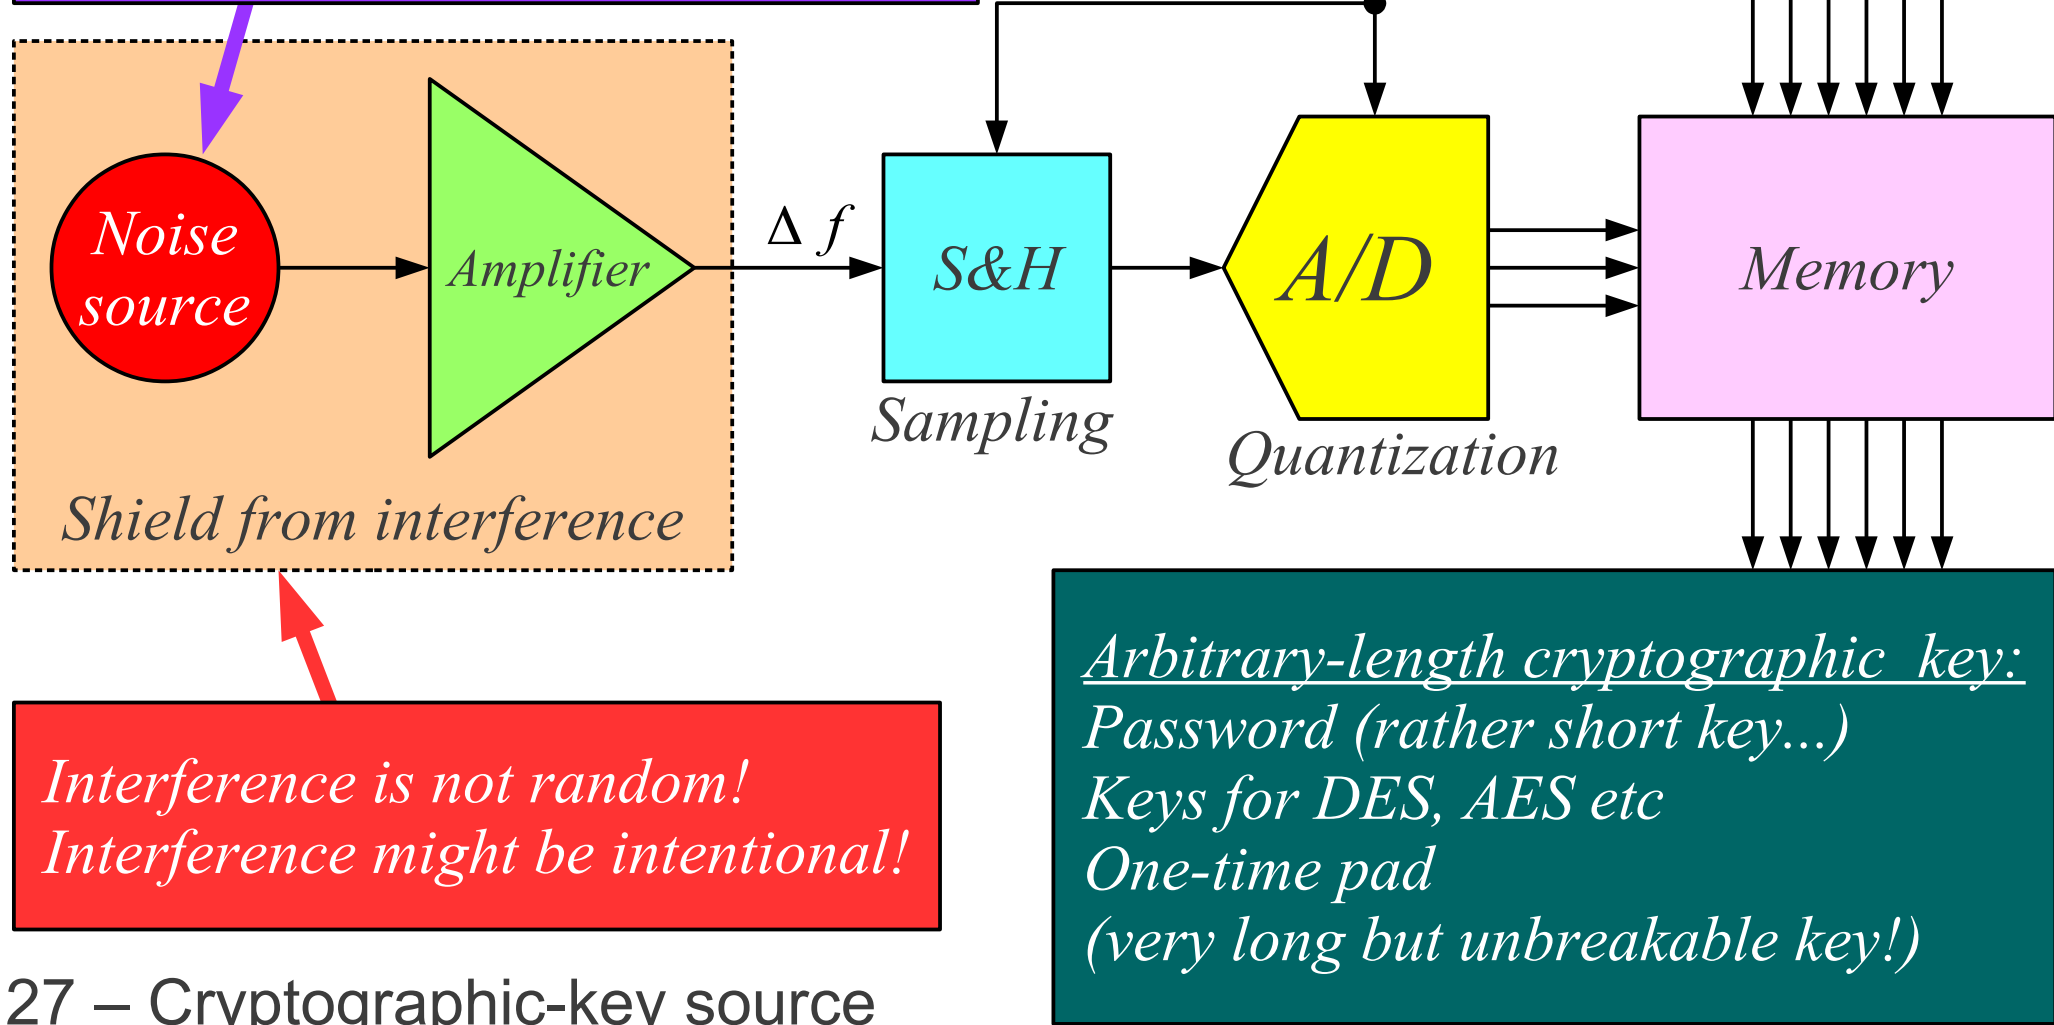 Noise
source
Amplifier
Δ f
S&H
A/D
Memory
Sampling
Quantization
Shield from interference
Interference is not random!
Interference might be intentional!
Arbitrary-length cryptographic key:
Password (rather short key...)
Keys for DES, AES etc
One-time pad
(very long but unbreakable key!)
27 – Cryptographic-key source